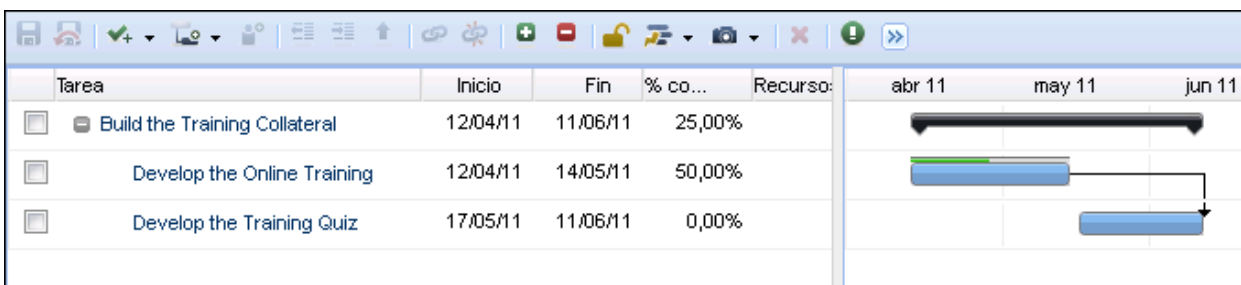 Tarea Inicio Fin % co... Recursos abr 11 may 11 jun 11
Build the Training Collateral 12/04/11 11/06/11 25,00%
Develop the Online Training 12/04/11 14/05/11 50,00%
Develop the Training Quiz 17/05/11 11/06/11 0,00%